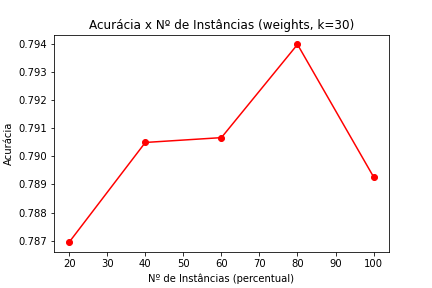 Acurácia x Nº de Instâncias (weights, k=30)
Acurácia
0.794
0.793
0.792
0.791
0.790
0.789
0.788
0.787
20 30 40 50 60 70 80 90 100
Nº de Instâncias (percentual)